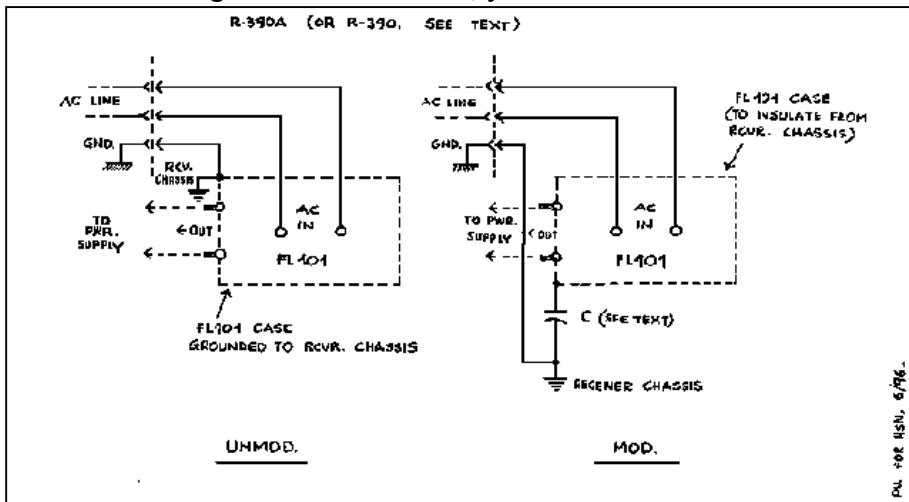 R-390A (OR R-390, SEE TEXT)
AC LINE
GND.
RCV.
CHASSIS
TO
PWR.
SUPPLY
OUT
AC
IN
FL101
FL101 CASE
GROUNDED TO RCVR. CHASSIS
UNMOD.
AC LINE
GND.
FL101 CASE
(TO INSULATE FROM
RCVR. CHASSIS)
TO PWR.
SUPPLY
OUT
AC
IN
FL101
C (SEE TEXT)
RECEIVER CHASSIS
MOD.
FOR HSN, 6/96.